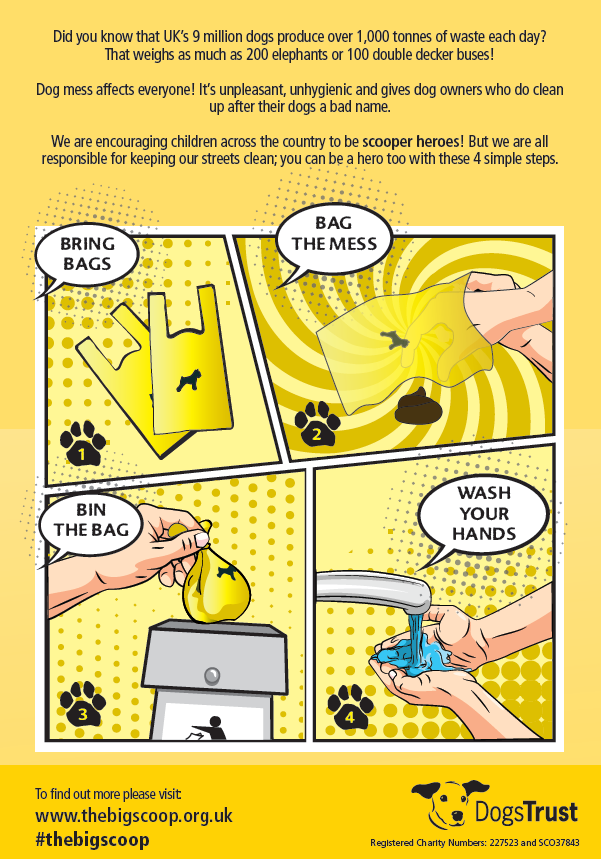 Did you know that UK's 9 million dogs produce over 1,000 tonnes of waste each day?
That weighs as much as 200 elephants or 100 double decker buses!
Dog mess affects everyone! It's unpleasant, unhygienic and gives dog owners who do clean
up after their dogs a bad name.
We are encouraging children across the country to be scooper heroes! But we are all
responsible for keeping our streets clean; you can be a hero too with these 4 simple steps.
BRING
BAGS
1
BAG
THE MESS
2
BIN
THE BAG
3
WASH
YOUR
HANDS
4
To find out more please visit:
www.thebigscoop.org.uk
#thebigscoop
DogsTrust
Registered Charity Numbers: 227523 and SCO37843